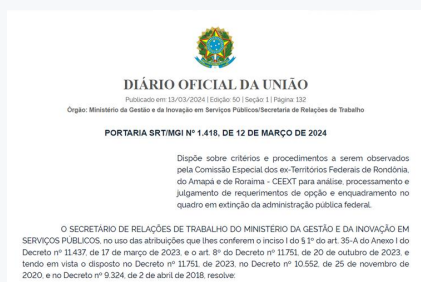 DIÁRIO OFICIAL DA UNIÃO
Publicado em: 13/03/2024 | Edição: 50 | Seção: 1 | Página: 132
Órgão: Ministério da Gestão e da Inovação em Serviços Públicos/Secretaria de Relações de Trabalho
PORTARIA SRT/MGI Nº 1.418, DE 12 DE MARÇO DE 2024
Dispõe sobre critérios e procedimentos a serem observados
pela Comissão Especial dos ex-Territórios Federais de Rondônia,
do Amapá e de Roraima - CEEXT para análise, processamento e
julgamento de requerimentos de opção e enquadramento no
quadro em extinção da administração pública federal.
O SECRETÁRIO DE RELAÇÕES DE TRABALHO DO MINISTÉRIO DA GESTÃO E DA INOVAÇÃO EM
SERVIÇOS PÚBLICOS, no uso das atribuições que lhes conferem o inciso I do § 1º do art. 35-A do Anexo I do
Decreto nº 11.437, de 17 de março de 2023, e o art. 8º do Decreto nº 11.751, de 20 de outubro de 2023, e
tendo em vista o disposto no Decreto nº 11.751, de 2023, no Decreto nº 10.552, de 25 de novembro de
2020, e no Decreto nº 9.324, de 2 de abril de 2018, resolve: